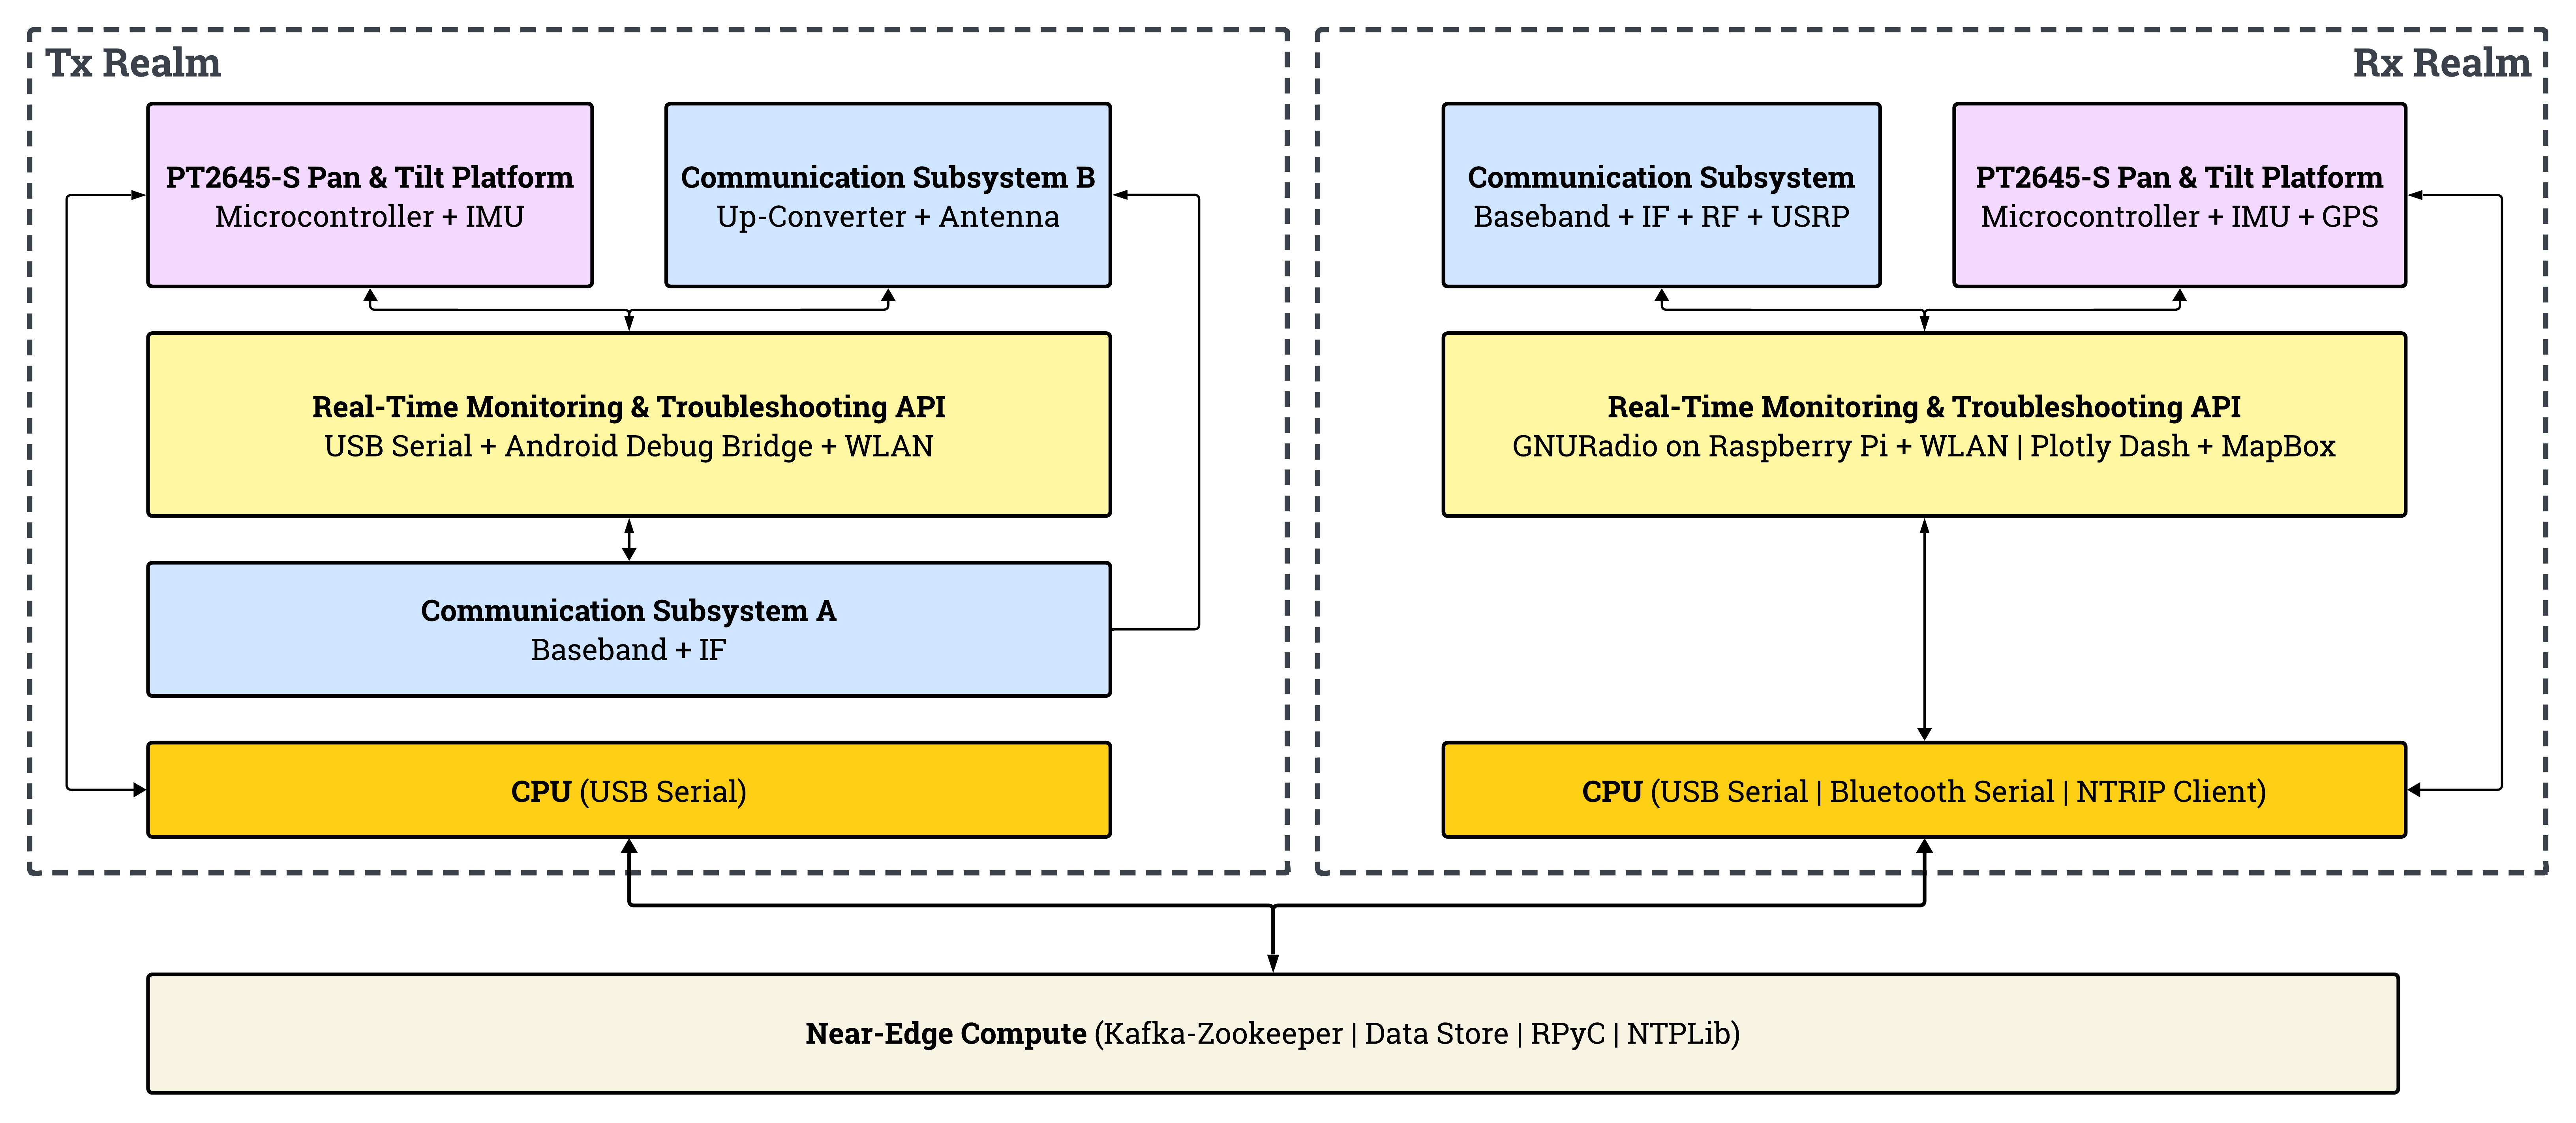 Tx Realm
PT2645-S Pan & Tilt Platform
Microcontroller + IMU
Communication Subsystem B
Up-Converter + Antenna
Real-Time Monitoring & Troubleshooting API
USB Serial + Android Debug Bridge + WLAN
Communication Subsystem A
Baseband + IF
CPU (USB Serial)
Rx Realm
Communication Subsystem
Baseband + IF + RF + USRP
PT2645-S Pan & Tilt Platform
Microcontroller + IMU + GPS
Real-Time Monitoring & Troubleshooting API
GNURadio on Raspberry Pi + WLAN | Plotly Dash + MapBox
CPU (USB Serial | Bluetooth Serial | NTRIP Client)
Near-Edge Compute (Kafka-Zookeeper | Data Store | RPyC | NTPLib)